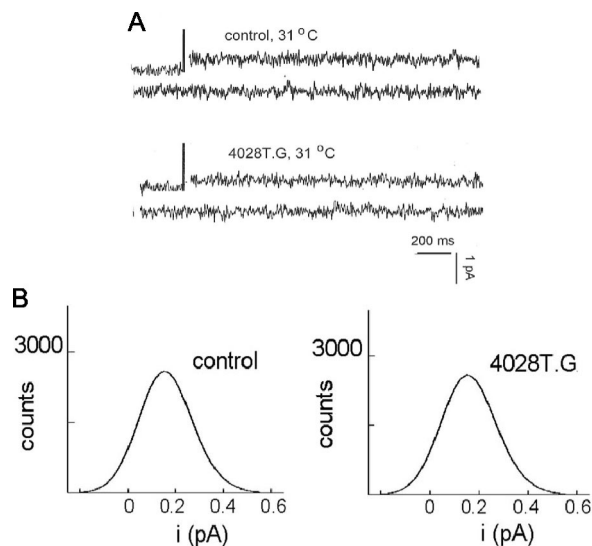 A
control, 31 °C
4028T.G, 31 °C
200 ms
1 pA
B
3000
control
counts
0 0.2 0.4 0.6
i (pA)
3000
4028T.G
counts
0 0.2 0.4 0.6
i (pA)